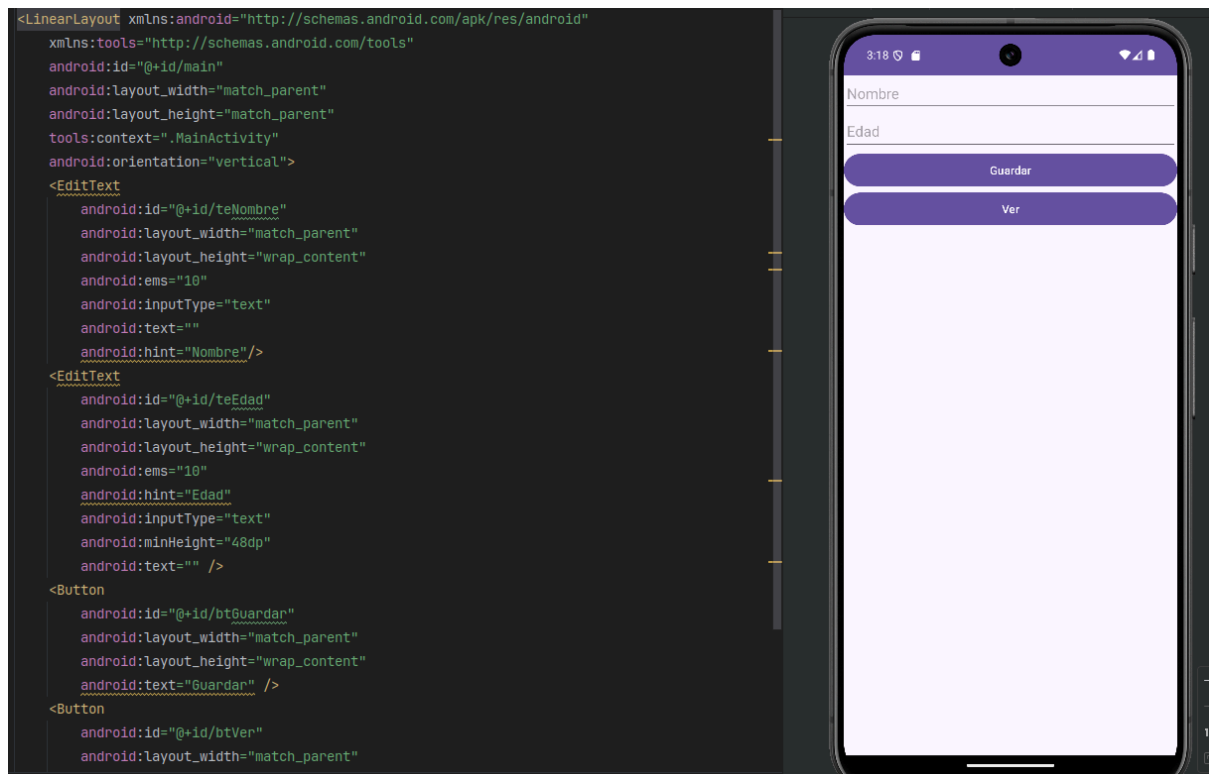 <LinearLayout xmlns:android="http://schemas.android.com/apk/res/android"
xmlns:tools="http://schemas.android.com/tools"
android:id="@+id/main"
android:layout_width="match_parent"
android:layout_height="match_parent"
tools:context=".MainActivity"
android:orientation="vertical">
<EditText
android:id="@+id/teNombre"
android:layout_width="match_parent"
android:layout_height="wrap_content"
android:ems="10"
android:inputType="text"
android:text=""
android:hint="Nombre"/>
<EditText
android:id="@+id/teEdad"
android:layout_width="match_parent"
android:layout_height="wrap_content"
android:ems="10"
android:hint="Edad"
android:inputType="text"
android:minHeight="48dp"
android:text="" />
<Button
android:id="@+id/btGuardar"
android:layout_width="match_parent"
android:layout_height="wrap_content"
android:text="Guardar" />
<Button
android:id="@+id/btVer"
android:layout_width="match_parent"
3:18
Nombre
Edad
Guardar
Ver